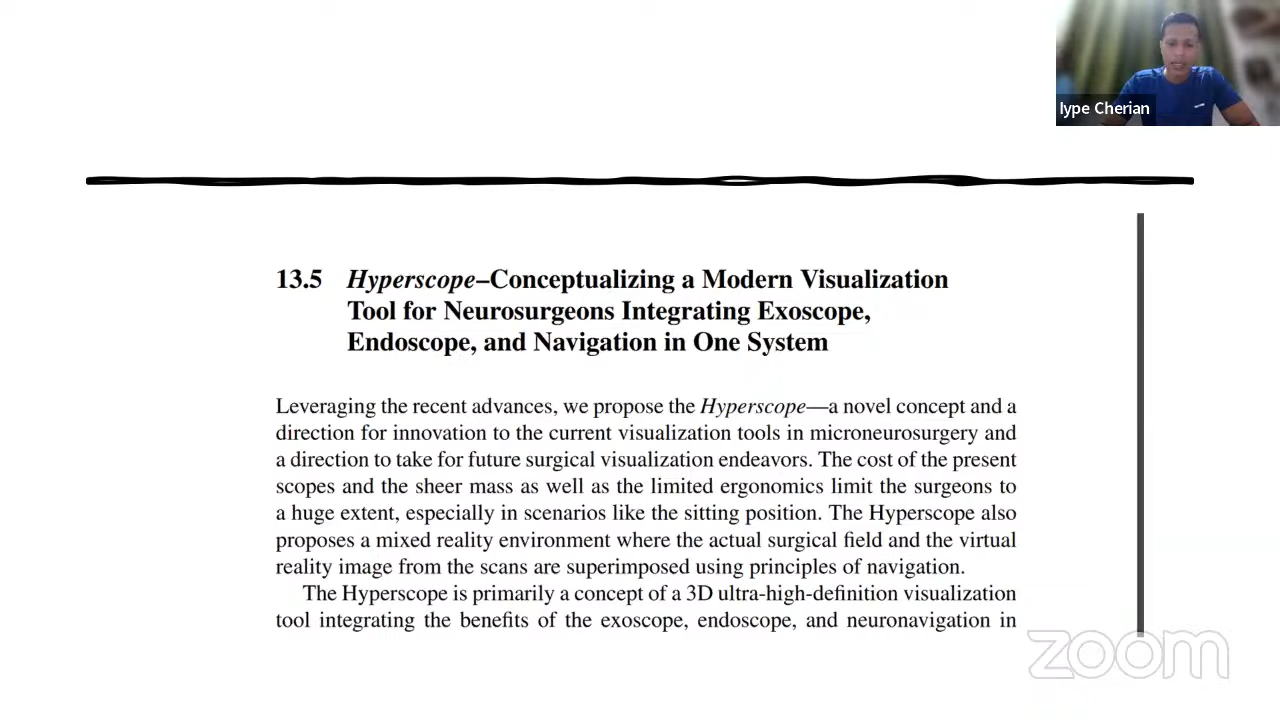 Iype Cherian
13.5 Hyperscope–Conceptualizing a Modern Visualization
Tool for Neurosurgeons Integrating Exoscope,
Endoscope, and Navigation in One System
Leveraging the recent advances, we propose the Hyperscope—a novel concept and a
direction for innovation to the current visualization tools in microneurosurgery and
a direction to take for future surgical visualization endeavors. The cost of the present
scopes and the sheer mass as well as the limited ergonomics limit the surgeons to
a huge extent, especially in scenarios like the sitting position. The Hyperscope also
proposes a mixed reality environment where the actual surgical field and the virtual
reality image from the scans are superimposed using principles of navigation.
The Hyperscope is primarily a concept of a 3D ultra-high-definition visualization
tool integrating the benefits of the exoscope, endoscope, and neuronavigation in
zoom